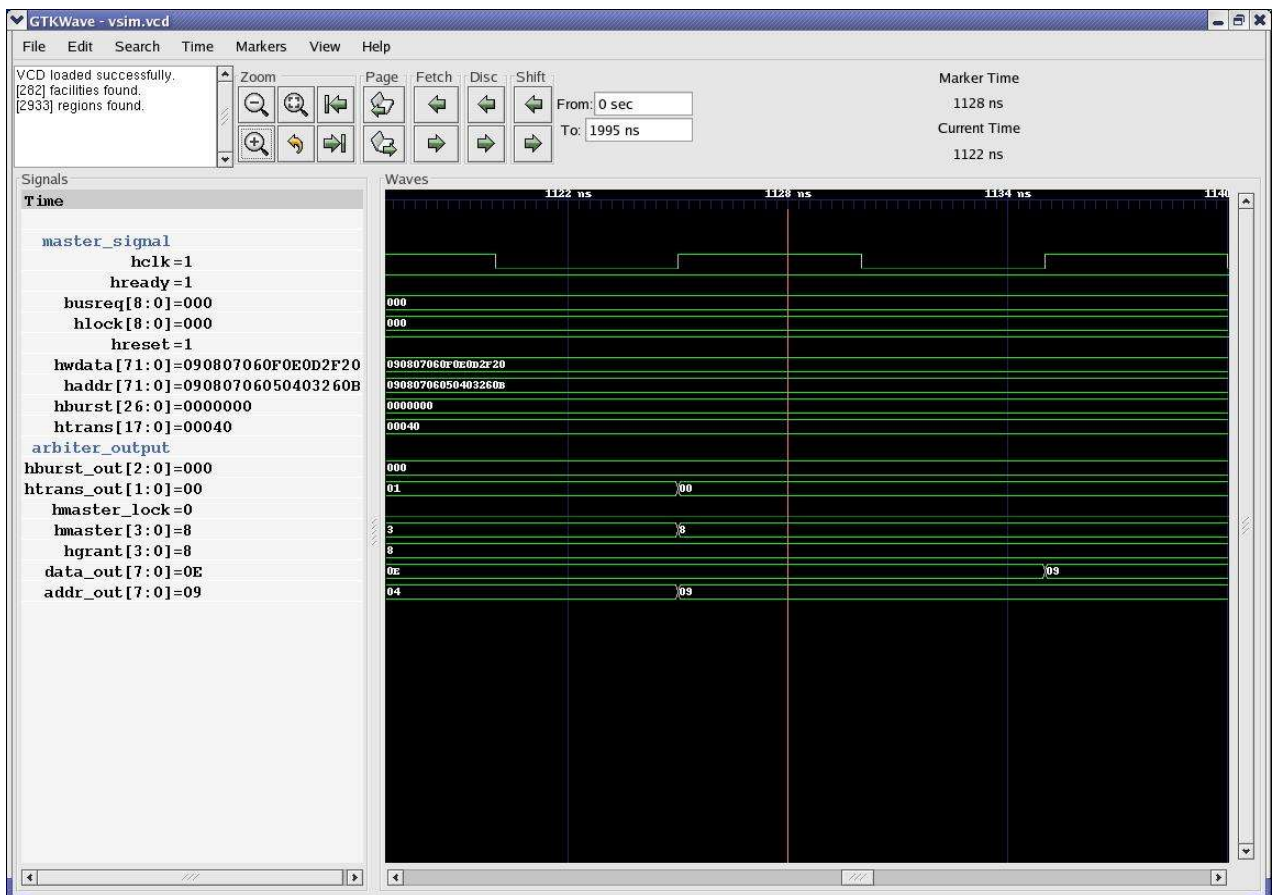 GTKWave - vsim.vcd
File Edit Search Time Markers View Help
VCD loaded successfully.
[282] facilities found.
[2933] regions found.
Zoom
Page
Fetch
Disc
Shift
From: 0 sec
To: 1995 ns
Marker Time
1128 ns
Current Time
1122 ns
Signals
Time
master_signal
hclk=1
hready=1
busreq[8:0]=000
hlock[8:0]=000
hreset=1
hwdata[71:0]=090807060F0E0D2F20
haddr[71:0]=09080706050403260B
hburst[26:0]=0000000
htrans[17:0]=00040
arbiter_output
hburst_out[2:0]=000
htrans_out[1:0]=00
hmaster_lock=0
hmaster[3:0]=8
hgrant[3:0]=8
data_out[7:0]=0E
addr_out[7:0]=09
Waves
1122 ns 1128 ns 1134 ns 1140
000
000
090807060F0E0D2F20
09080706050403260B
0000000
00040
000
01 00
3 8
8
0E 09
04 09